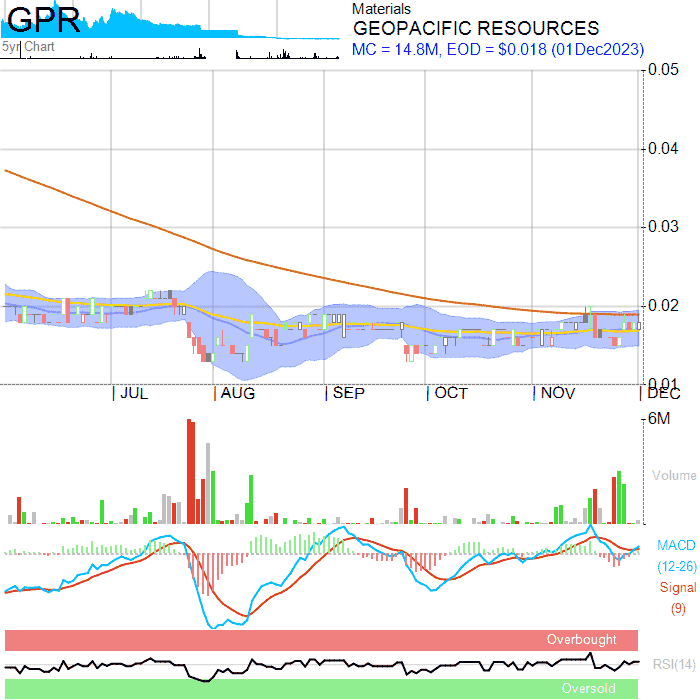 GPR
5yr Chart
Materials
GEOPACIFIC RESOURCES
MC = 14.8M, EOD = $0.018 (01Dec2023)
0.05
0.04
0.03
0.02
0.01
JUL
AUG
SEP
OCT
NOV
DEC
6M
Volume
MACD
(12-26)
Signal
(9)
Overbought
RSI(14)
Oversold